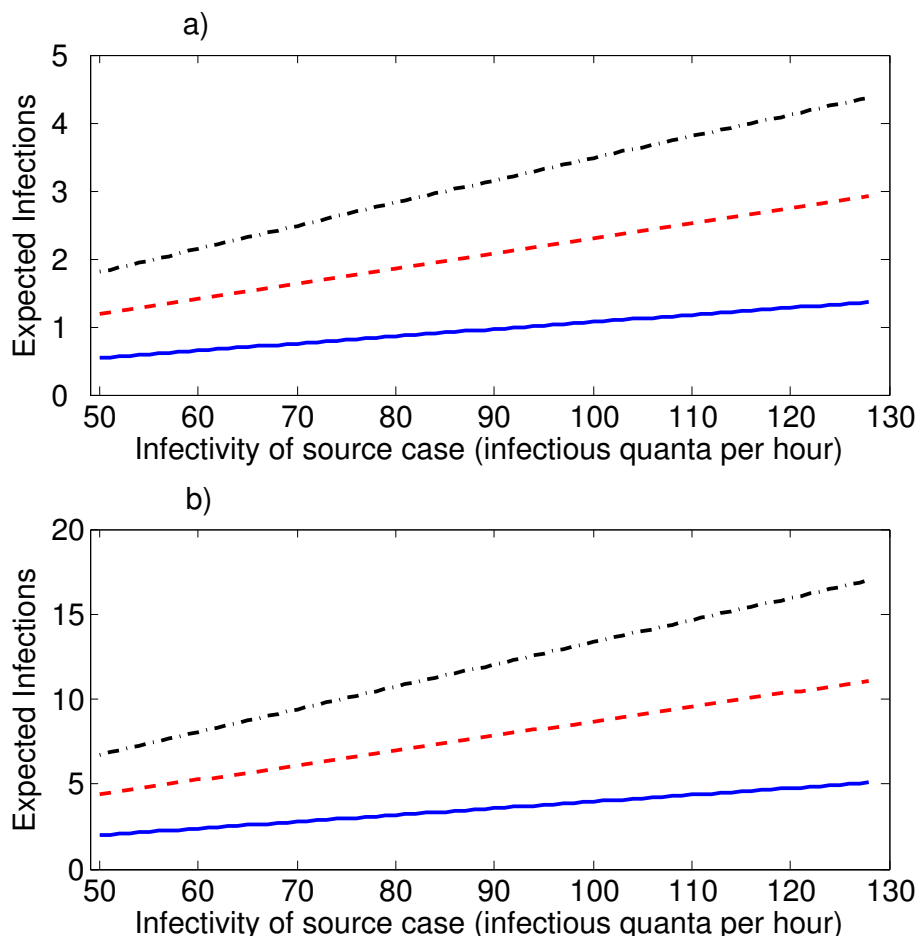 a)
5
4
3
2
1
0
Expected Infections
50 60 70 80 90 100 110 120 130
Infectivity of source case (infectious quanta per hour)
b)
20
15
10
5
0
Expected Infections
50 60 70 80 90 100 110 120 130
Infectivity of source case (infectious quanta per hour)